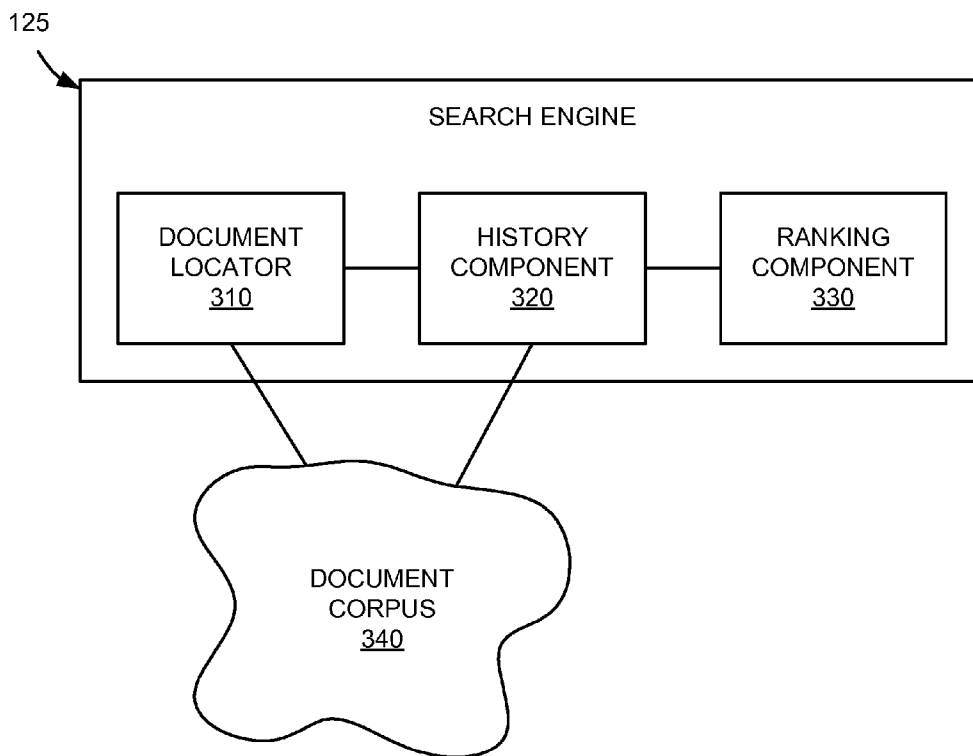 125
SEARCH ENGINE
DOCUMENT
LOCATOR
310
HISTORY
COMPONENT
320
RANKING
COMPONENT
330
DOCUMENT
CORPUS
340